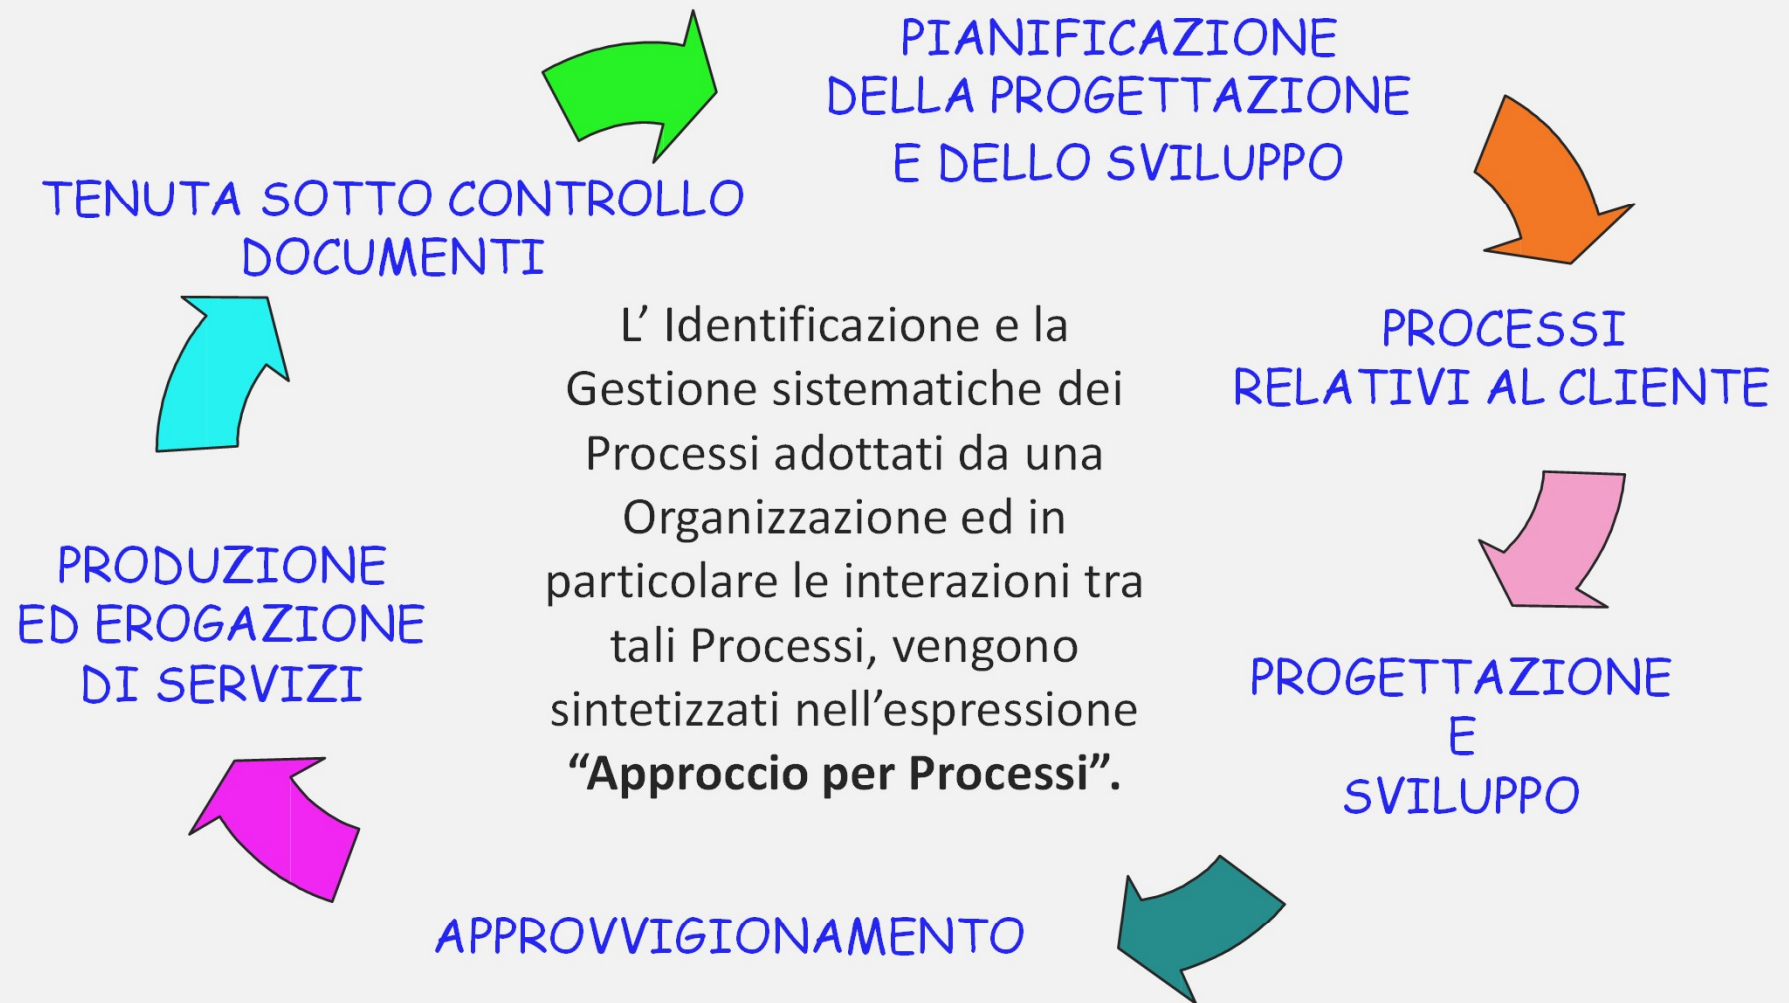 PIANIFICAZIONE
DELLA PROGETTAZIONE
E DELLO SVILUPPO
TENUTA SOTTO CONTROLLO
DOCUMENTI
L’ Identificazione e la
Gestione sistematiche dei
Processi adottati da una
Organizzazione ed in
particolare le interazioni tra
tali Processi, vengono
sintetizzati nell’espressione
“Approccio per Processi”.
PROCESSI
RELATIVI AL CLIENTE
PROGETTAZIONE
E
SVILUPPO
APPROVVIGIONAMENTO
PRODUZIONE
ED EROGAZIONE
DI SERVIZI